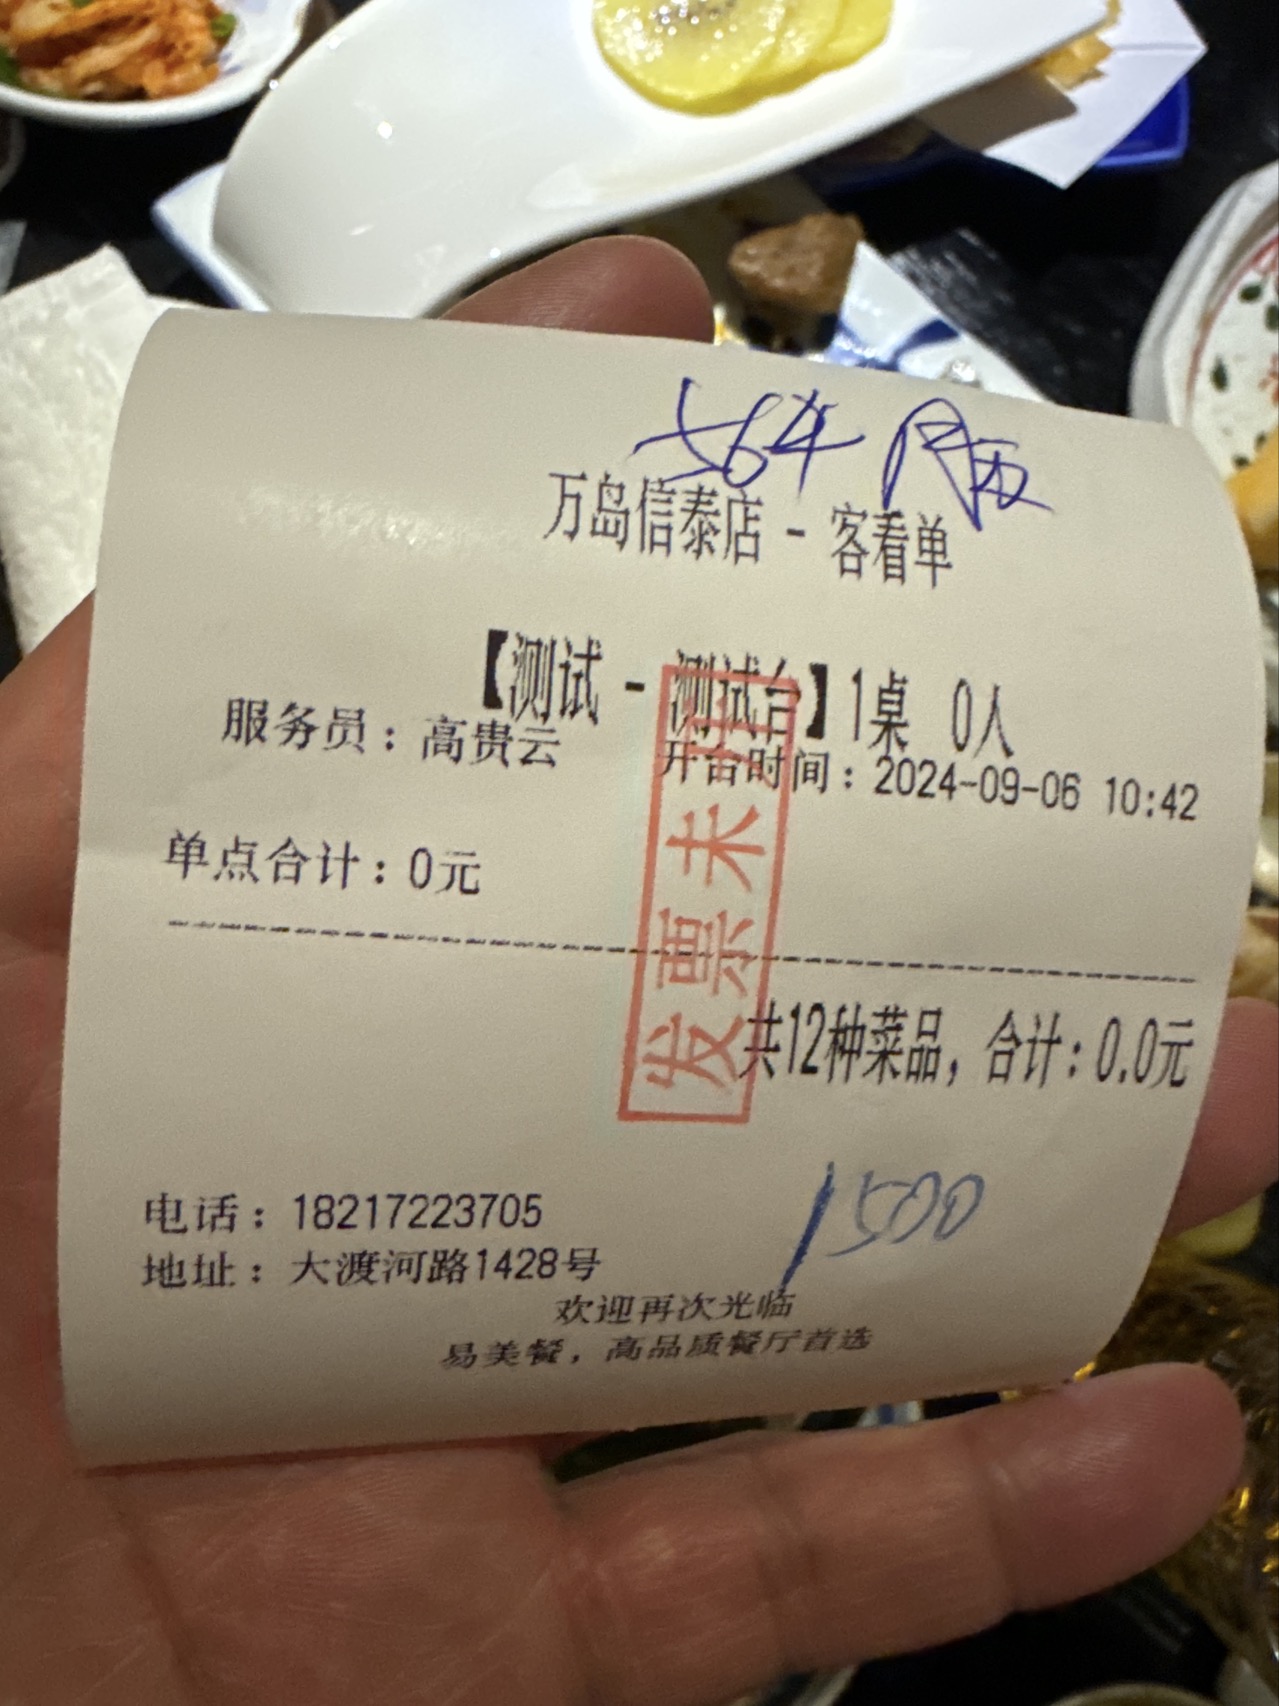 万岛信泰店 - 客看单
【测试 - 测试台】1桌 0人
服务员：高贵云 开台时间：2024-09-06 10:42
单点合计：0元
发票未开
共12种菜品，合计：0.0元
1500
电话：18217223705
地址：大渡河路1428号
欢迎再次光临
易美餐，高品质餐厅首选